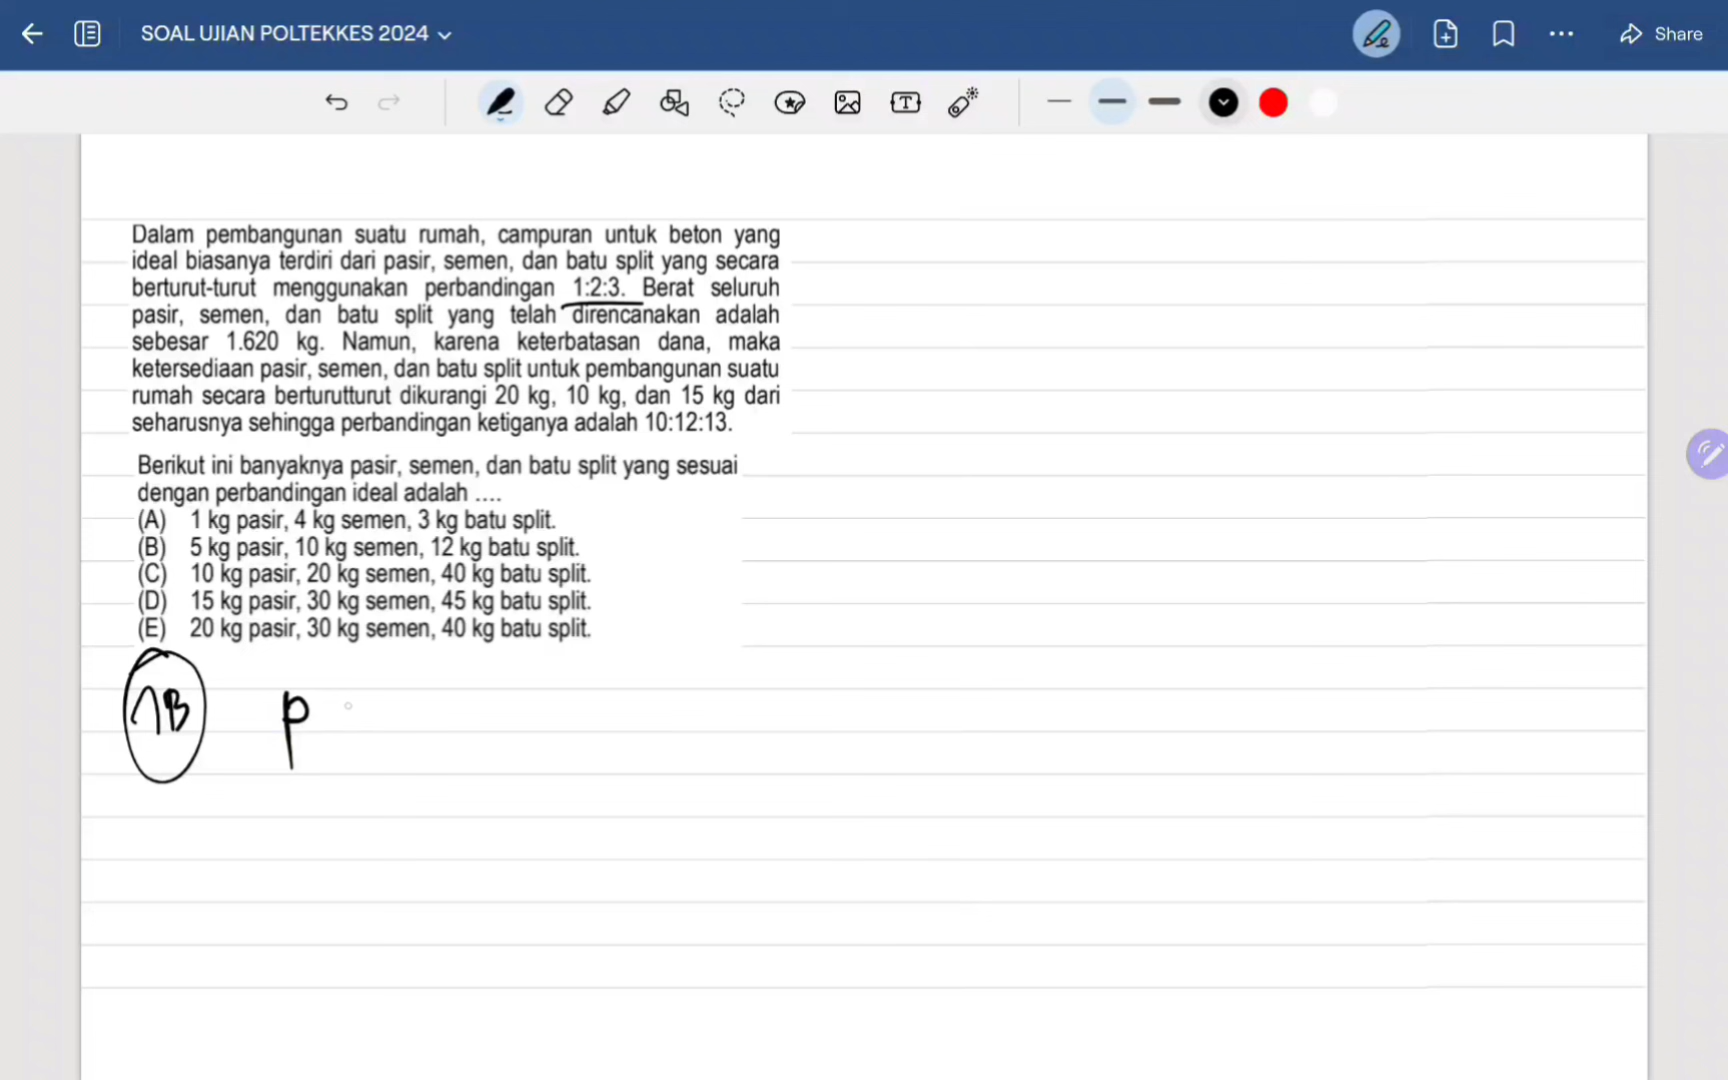 SOAL UJIAN POLTEKKES 2024
Share
Dalam pembangunan suatu rumah, campuran untuk beton yang
ideal biasanya terdiri dari pasir, semen, dan batu split yang secara
berturut-turut menggunakan perbandingan 1:2:3. Berat seluruh
pasir, semen, dan batu split yang telah direncanakan adalah
sebesar 1.620 kg. Namun, karena keterbatasan dana, maka
ketersediaan pasir, semen, dan batu split untuk pembangunan suatu
rumah secara berturutturut dikurangi 20 kg, 10 kg, dan 15 kg dari
seharusnya sehingga perbandingan ketiganya adalah 10:12:13.
Berikut ini banyaknya pasir, semen, dan batu split yang sesuai
dengan perbandingan ideal adalah ....
(A) 1 kg pasir, 4 kg semen, 3 kg batu split.
(B) 5 kg pasir, 10 kg semen, 12 kg batu split.
(C) 10 kg pasir, 20 kg semen, 40 kg batu split.
(D) 15 kg pasir, 30 kg semen, 45 kg batu split.
(E) 20 kg pasir, 30 kg semen, 40 kg batu split.
P